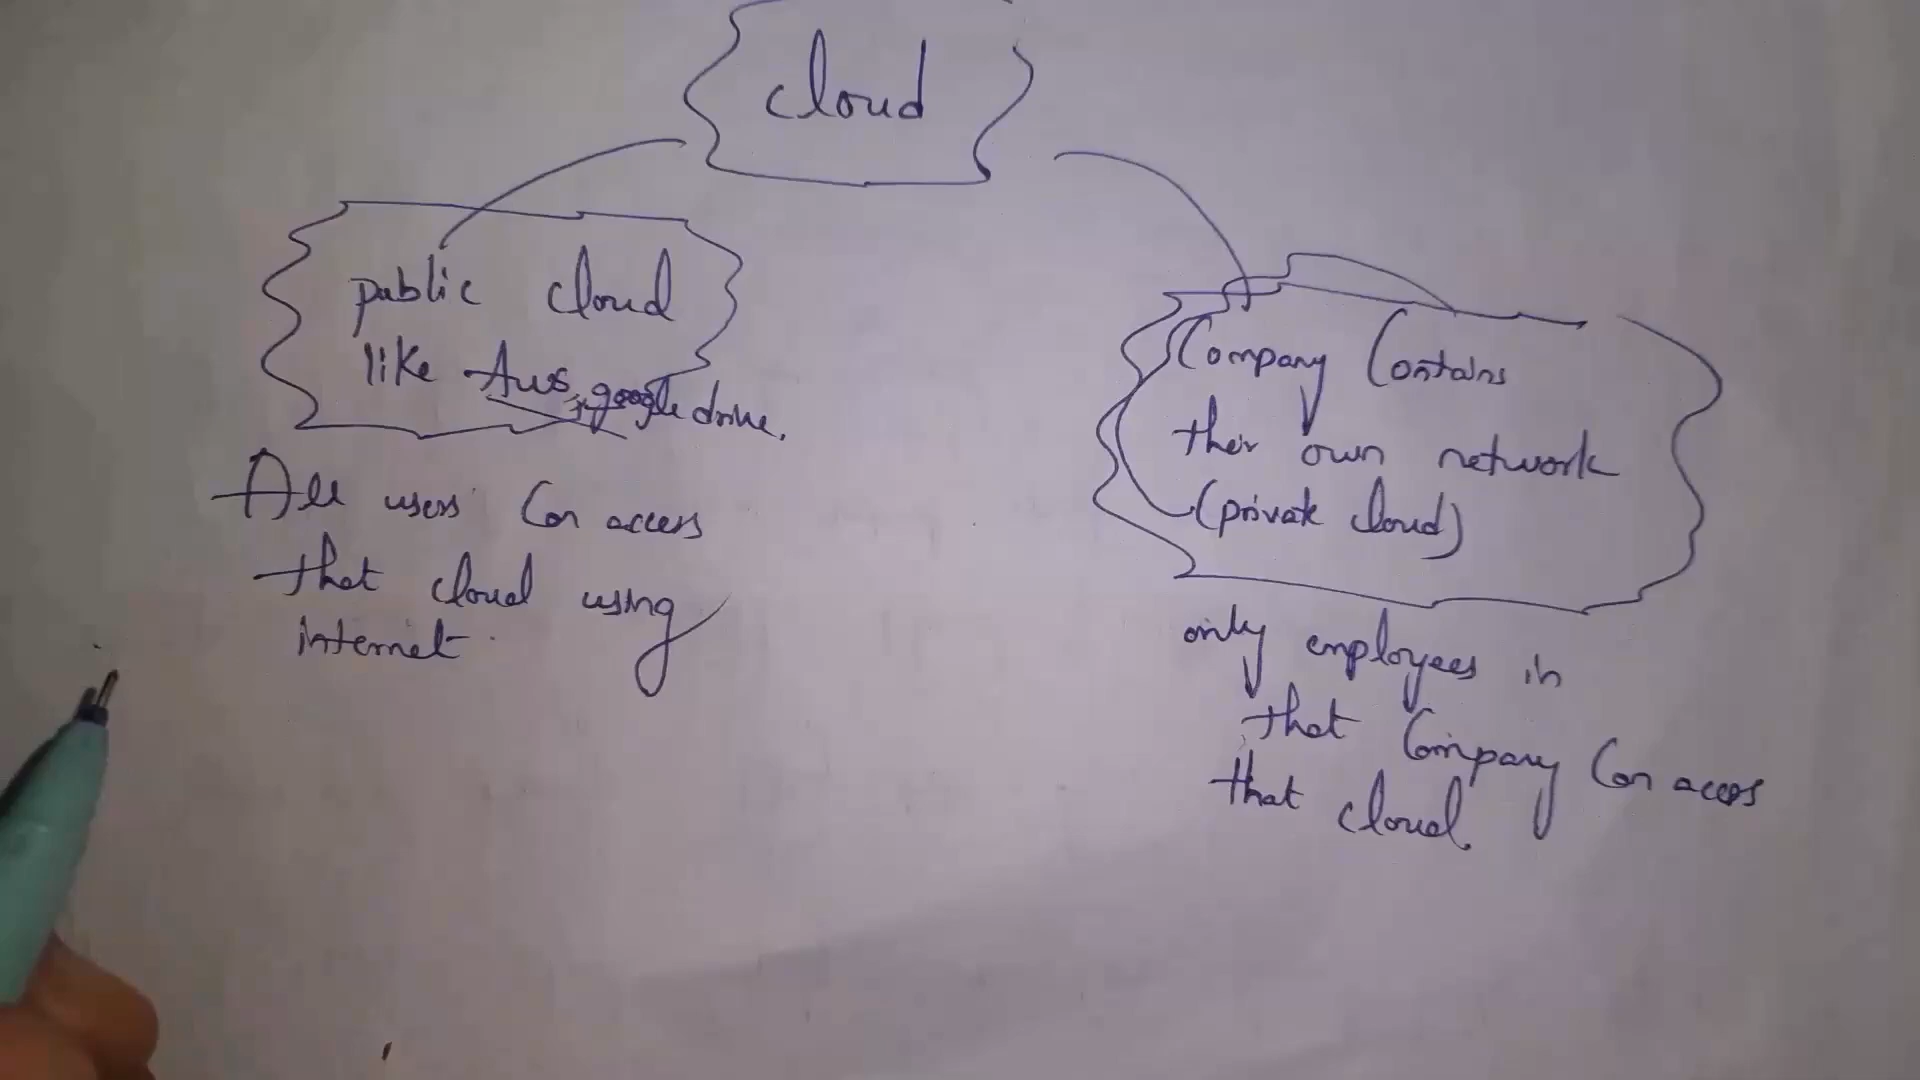 cloud
public cloud
like Aws, google drive.
All users can access
that cloud using
internet.
Company Contains
their own network
(private cloud)
only employees in
that Company can access
that cloud.